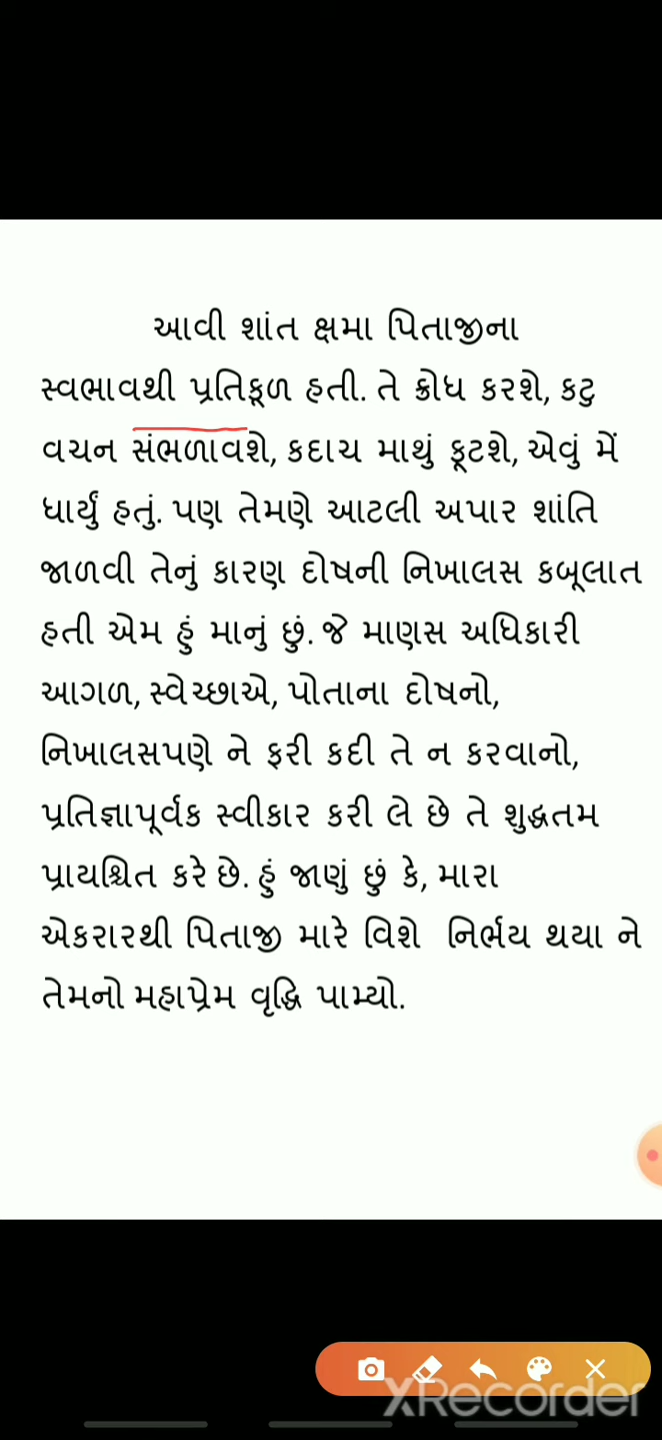 આવી શાંત ક્ષમા પિતાજીના
સ્વભાવથી પ્રતિકૂળ હતી. તે ક્રોધ કરશે, કટુ
વચન સંભળાવશે, કદાચ માથું કૂટશે, એવું મેં
ધાર્યું હતું. પણ તેમણે આટલી અપાર શાંતિ
જાળવી તેનું કારણ દોષની નિખાલસ કબૂલાત
હતી એમ હું માનું છું. જે માણસ અધિકારી
આગળ, સ્વેચ્છાએ, પોતાના દોષનો,
નિખાલસપણે ને ફરી કદી તે ન કરવાનો,
પ્રતિજ્ઞાપૂર્વક સ્વીકાર કરી લે છે તે શુદ્ધતમ
પ્રાયશ્ચિત કરે છે. હું જાણું છું કે, મારા
એકરારથી પિતાજી મારે વિશે નિર્ભય થયા ને
તેમનો મહાપ્રેમ વૃદ્ધિ પામ્યો.
XRecorder